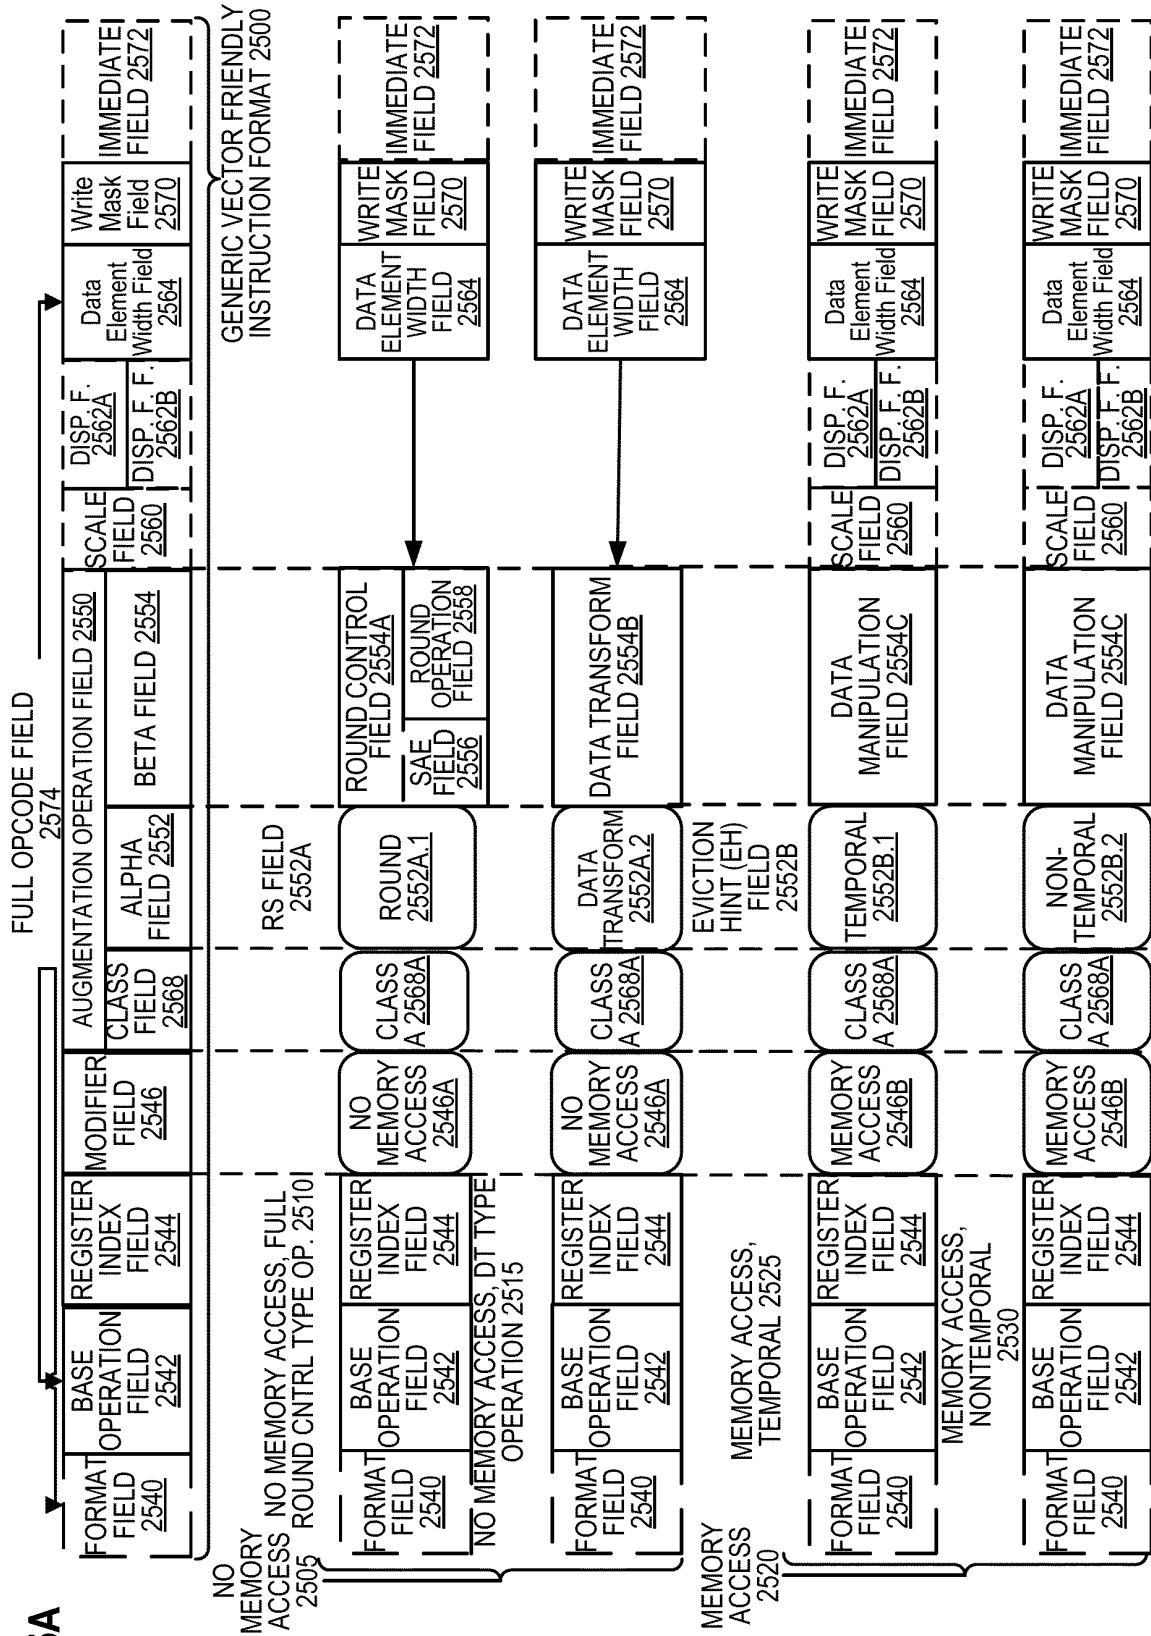 5A
FULL OPCODE FIELD
2574
FORMAT
FIELD
2540
BASE
OPERATION
FIELD
2542
REGISTER
INDEX
FIELD
2544
MODIFIER
FIELD
2546
AUGMENTATION OPERATION FIELD 2550
CLASS
FIELD
2568
ALPHA
FIELD 2552
BETA FIELD 2554
SCALE
FIELD
2560
DISP. F.
2562A
DISP. F. F.
2562B
Data
Element
Width Field
2564
Write
Mask
Field
2570
IMMEDIATE
FIELD 2572
GENERIC VECTOR FRIENDLY
INSTRUCTION FORMAT 2500
NO
MEMORY
ACCESS
2505
NO MEMORY ACCESS, FULL
ROUND CNTRL TYPE OP. 2510
RS FIELD
2552A
FORMAT
FIELD
2540
BASE
OPERATION
FIELD
2542
REGISTER
INDEX
FIELD
2544
NO
MEMORY
ACCESS
2546A
CLASS
A 2568A
ROUND
2552A.1
ROUND CONTROL
FIELD 2554A
SAE
FIELD
2556
ROUND
OPERATION
FIELD 2558
DATA
ELEMENT
WIDTH
FIELD
2564
WRITE
MASK
FIELD
2570
IMMEDIATE
FIELD 2572
NO MEMORY ACCESS, DT TYPE
OPERATION 2515
FORMAT
FIELD
2540
BASE
OPERATION
FIELD
2542
REGISTER
INDEX
FIELD
2544
NO
MEMORY
ACCESS
2546A
CLASS
A 2568A
DATA
TRANSFORM
2552A.2
DATA TRANSFORM
FIELD 2554B
DATA
ELEMENT
WIDTH
FIELD
2564
WRITE
MASK
FIELD
2570
IMMEDIATE
FIELD 2572
MEMORY
ACCESS
2520
MEMORY ACCESS,
TEMPORAL 2525
EVICTION
HINT (EH)
FIELD
2552B
FORMAT
FIELD
2540
BASE
OPERATION
FIELD
2542
REGISTER
INDEX
FIELD
2544
MEMORY
ACCESS
2546B
CLASS
A 2568A
TEMPORAL
2552B.1
DATA
MANIPULATION
FIELD 2554C
SCALE
FIELD
2560
DISP. F.
2562A
DISP. F. F.
2562B
Data
Element
Width Field
2564
WRITE
MASK
FIELD
2570
IMMEDIATE
FIELD 2572
MEMORY ACCESS,
NONTEMPORAL
2530
FORMAT
FIELD
2540
BASE
OPERATION
FIELD
2542
REGISTER
INDEX
FIELD
2544
MEMORY
ACCESS
2546B
CLASS
A 2568A
NON-
TEMPORAL
2552B.2
DATA
MANIPULATION
FIELD 2554C
SCALE
FIELD
2560
DISP. F.
2562A
DISP. F. F.
2562B
Data
Element
Width Field
2564
WRITE
MASK
FIELD
2570
IMMEDIATE
FIELD 2572